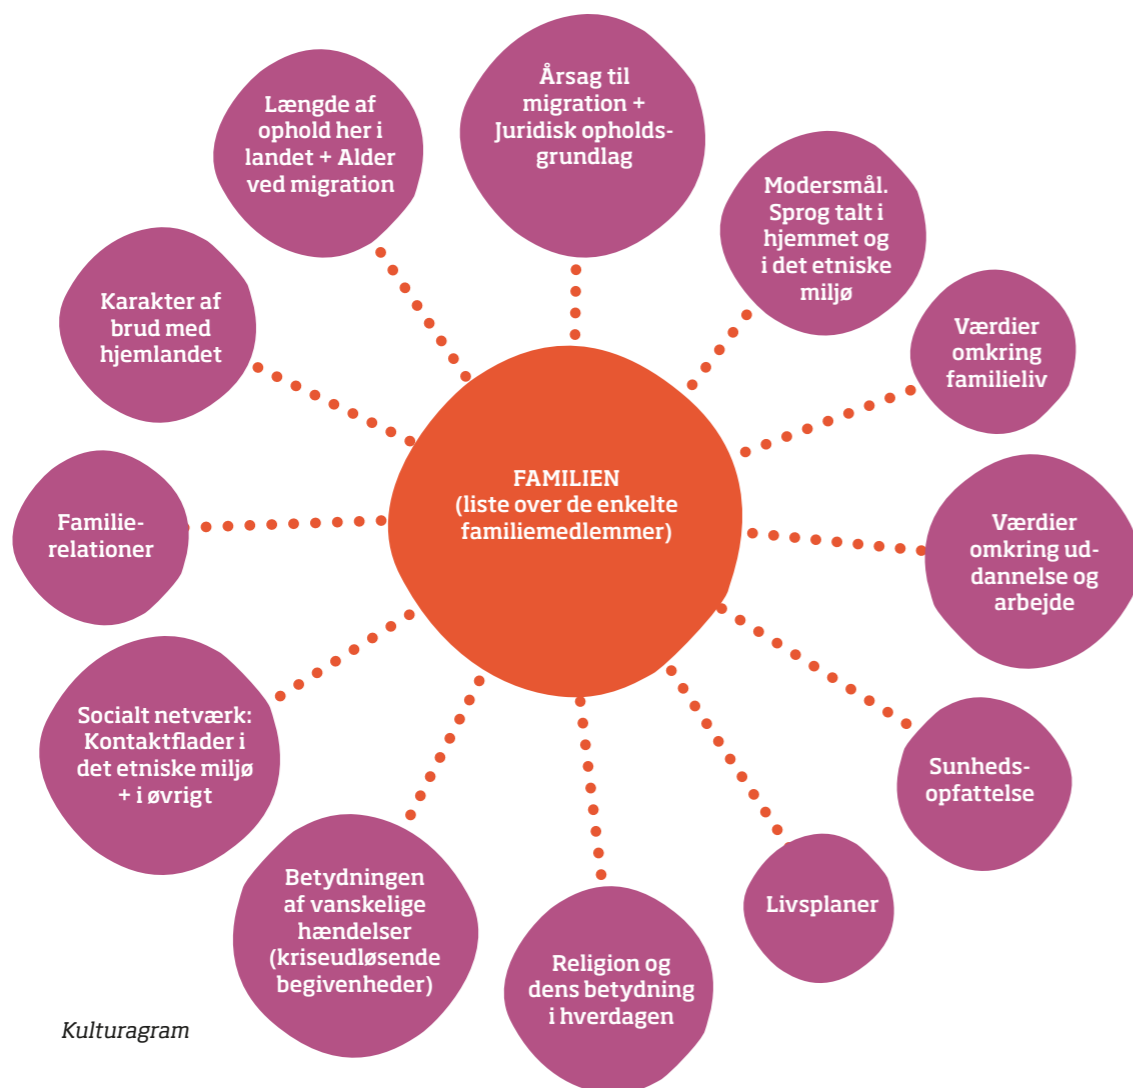 Årsag til
migration +
Juridisk opholds-
grundlag
Længde af
ophold her i
landet + Alder
ved migration
Modersmål.
Sprog talt i
hjemmet og
i det etniske
miljø
Karakter af
brud med
hjemlandet
Værdier
omkring
familieliv
FAMILIEN
(liste over de enkelte
familiemedlemmer)
Familie-
relationer
Værdier
omkring ud-
dannelse og
arbejde
Socialt netværk:
Kontaktflader i
det etniske miljø
+ i øvrigt
Sunheds-
opfattelse
Betydningen
af vanskelige
hændelser
(kriseudløsende
begivenheder)
Livsplaner
Religion og
dens betydning
i hverdagen
Kulturagram